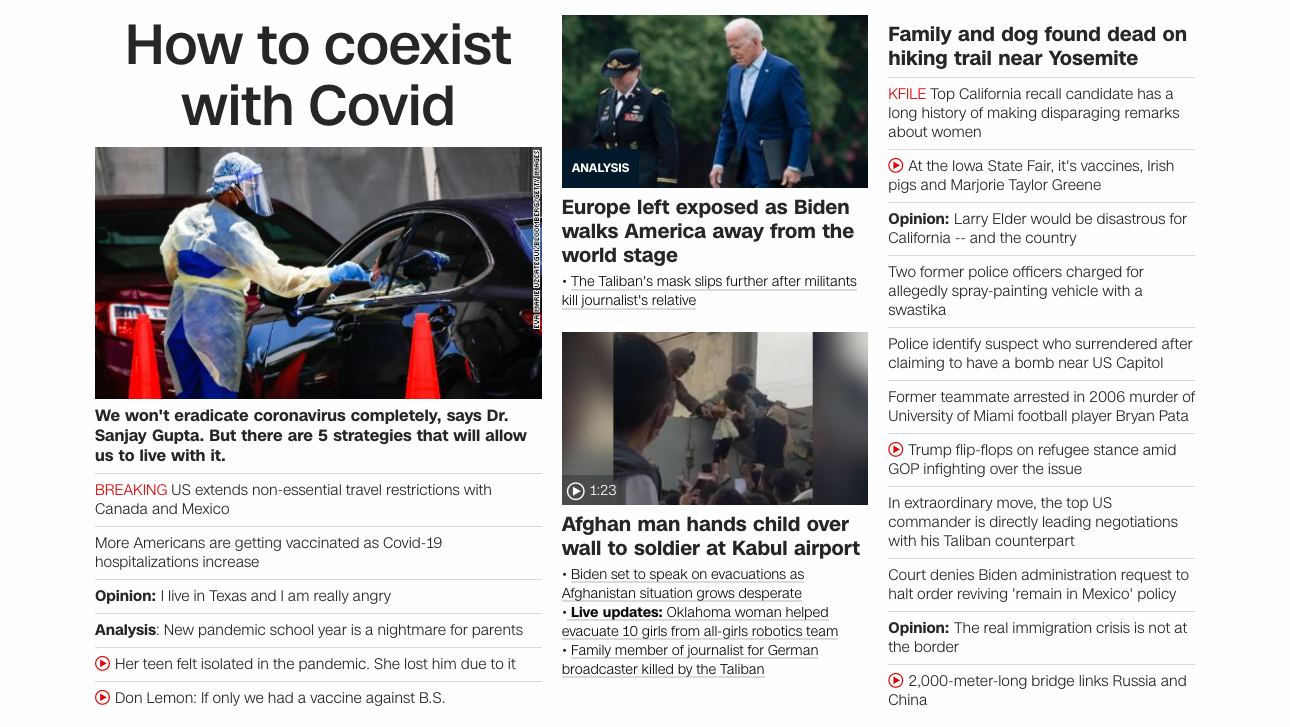 How to coexist
with Covid
EVA MARIE UZCATEGUI/BLOOMBERG/GETTY IMAGES
We won't eradicate coronavirus completely, says Dr.
Sanjay Gupta. But there are 5 strategies that will allow
us to live with it.
BREAKING US extends non-essential travel restrictions with
Canada and Mexico
More Americans are getting vaccinated as Covid-19
hospitalizations increase
Opinion: I live in Texas and I am really angry
Analysis: New pandemic school year is a nightmare for parents
Her teen felt isolated in the pandemic. She lost him due to it
Don Lemon: If only we had a vaccine against B.S.
ANALYSIS
Europe left exposed as Biden
walks America away from the
world stage
• The Taliban's mask slips further after militants
kill journalist's relative
1:23
Afghan man hands child over
wall to soldier at Kabul airport
• Biden set to speak on evacuations as
Afghanistan situation grows desperate
• Live updates: Oklahoma woman helped
evacuate 10 girls from all-girls robotics team
• Family member of journalist for German
broadcaster killed by the Taliban
Family and dog found dead on
hiking trail near Yosemite
KFILE Top California recall candidate has a
long history of making disparaging remarks
about women
At the Iowa State Fair, it's vaccines, Irish
pigs and Marjorie Taylor Greene
Opinion: Larry Elder would be disastrous for
California -- and the country
Two former police officers charged for
allegedly spray-painting vehicle with a
swastika
Police identify suspect who surrendered after
claiming to have a bomb near US Capitol
Former teammate arrested in 2006 murder of
University of Miami football player Bryan Pata
Trump flip-flops on refugee stance amid
GOP infighting over the issue
In extraordinary move, the top US
commander is directly leading negotiations
with his Taliban counterpart
Court denies Biden administration request to
halt order reviving 'remain in Mexico' policy
Opinion: The real immigration crisis is not at
the border
2,000-meter-long bridge links Russia and
China